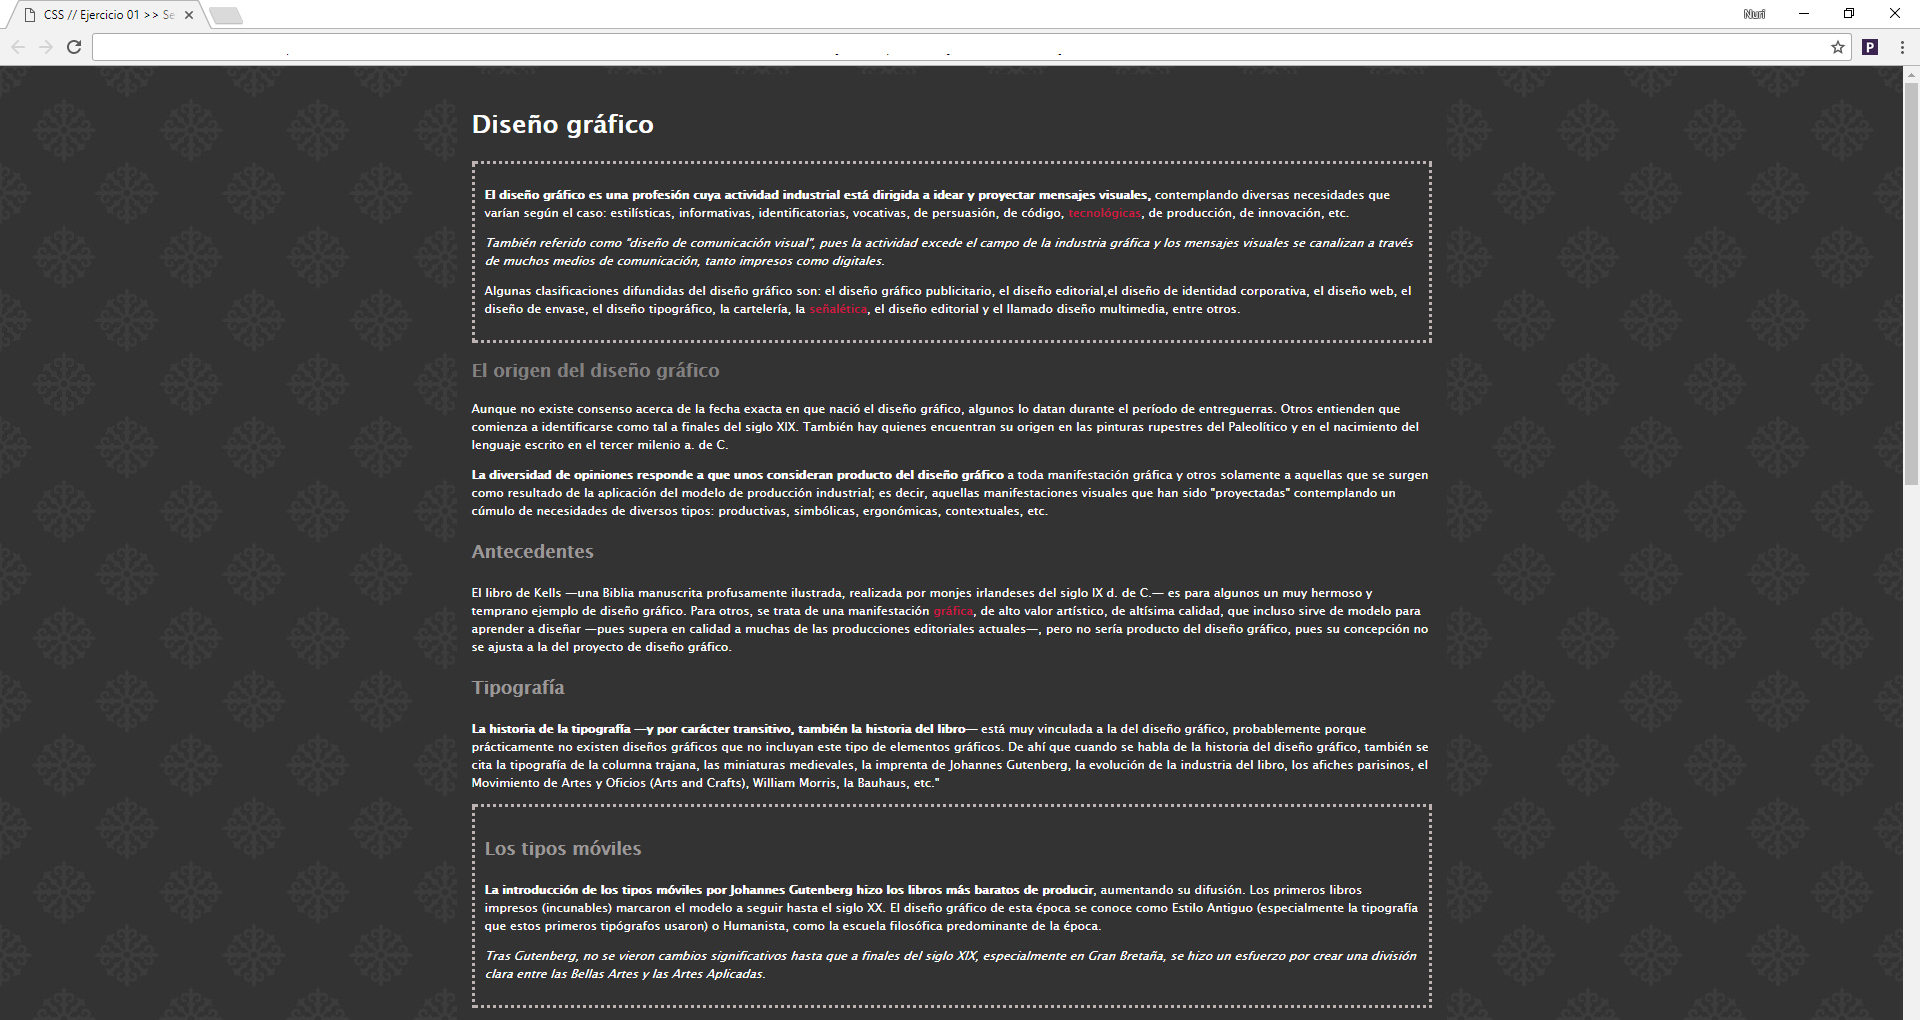 CSS // Ejercicio 01 >> Se
Nuri
P
Diseño gráfico
El diseño gráfico es una profesión cuya actividad industrial está dirigida a idear y proyectar mensajes visuales, contemplando diversas necesidades que
varían según el caso: estilísticas, informativas, identificatorias, vocativas, de persuasión, de código, tecnológicas, de producción, de innovación, etc.
También referido como "diseño de comunicación visual", pues la actividad excede el campo de la industria gráfica y los mensajes visuales se canalizan a través
de muchos medios de comunicación, tanto impresos como digitales.
Algunas clasificaciones difundidas del diseño gráfico son: el diseño gráfico publicitario, el diseño editorial,el diseño de identidad corporativa, el diseño web, el
diseño de envase, el diseño tipográfico, la cartelería, la señalética, el diseño editorial y el llamado diseño multimedia, entre otros.
El origen del diseño gráfico
Aunque no existe consenso acerca de la fecha exacta en que nació el diseño gráfico, algunos lo datan durante el período de entreguerras. Otros entienden que
comienza a identificarse como tal a finales del siglo XIX. También hay quienes encuentran su origen en las pinturas rupestres del Paleolítico y en el nacimiento del
lenguaje escrito en el tercer milenio a. de C.
La diversidad de opiniones responde a que unos consideran producto del diseño gráfico a toda manifestación gráfica y otros solamente a aquellas que se surgen
como resultado de la aplicación del modelo de producción industrial; es decir, aquellas manifestaciones visuales que han sido "proyectadas" contemplando un
cúmulo de necesidades de diversos tipos: productivas, simbólicas, ergonómicas, contextuales, etc.
Antecedentes
El libro de Kells —una Biblia manuscrita profusamente ilustrada, realizada por monjes irlandeses del siglo IX d. de C.— es para algunos un muy hermoso y
temprano ejemplo de diseño gráfico. Para otros, se trata de una manifestación gráfica, de alto valor artístico, de altísima calidad, que incluso sirve de modelo para
aprender a diseñar —pues supera en calidad a muchas de las producciones editoriales actuales—, pero no sería producto del diseño gráfico, pues su concepción no
se ajusta a la del proyecto de diseño gráfico.
Tipografía
La historia de la tipografía —y por carácter transitivo, también la historia del libro— está muy vinculada a la del diseño gráfico, probablemente porque
prácticamente no existen diseños gráficos que no incluyan este tipo de elementos gráficos. De ahí que cuando se habla de la historia del diseño gráfico, también se
cita la tipografía de la columna trajana, las miniaturas medievales, la imprenta de Johannes Gutenberg, la evolución de la industria del libro, los afiches parisinos, el
Movimiento de Artes y Oficios (Arts and Crafts), William Morris, la Bauhaus, etc."
Los tipos móviles
La introducción de los tipos móviles por Johannes Gutenberg hizo los libros más baratos de producir, aumentando su difusión. Los primeros libros
impresos (incunables) marcaron el modelo a seguir hasta el siglo XX. El diseño gráfico de esta época se conoce como Estilo Antiguo (especialmente la tipografía
que estos primeros tipógrafos usaron) o Humanista, como la escuela filosófica predominante de la época.
Tras Gutenberg, no se vieron cambios significativos hasta que a finales del siglo XIX, especialmente en Gran Bretaña, se hizo un esfuerzo por crear una división
clara entre las Bellas Artes y las Artes Aplicadas.